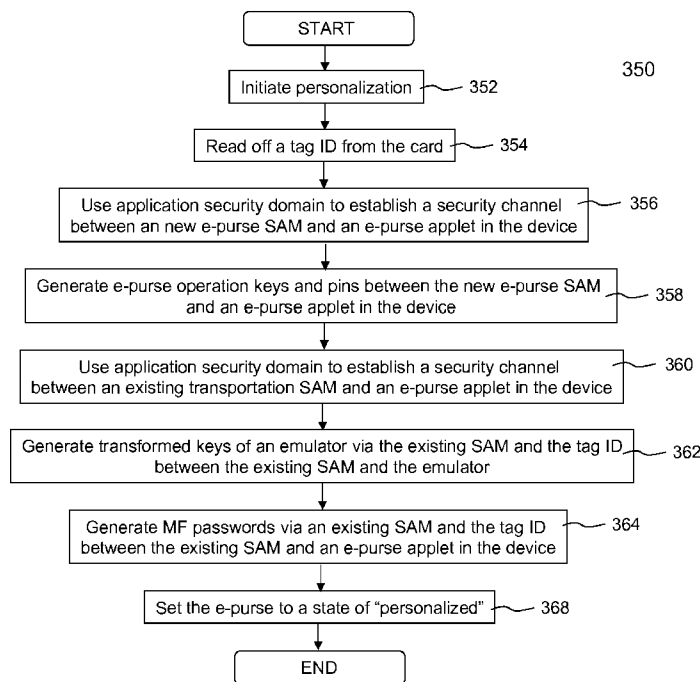 START
350
Initiate personalization
352
Read off a tag ID from the card
354
Use application security domain to establish a security channel
between an new e-purse SAM and an e-purse applet in the device
356
Generate e-purse operation keys and pins between the new e-purse SAM
and an e-purse applet in the device
358
Use application security domain to establish a security channel
between an existing transportation SAM and an e-purse applet in the device
360
Generate transformed keys of an emulator via the existing SAM and the tag ID
between the existing SAM and the emulator
362
Generate MF passwords via an existing SAM and the tag ID
between the existing SAM and an e-purse applet in the device
364
Set the e-purse to a state of “personalized”
368
END